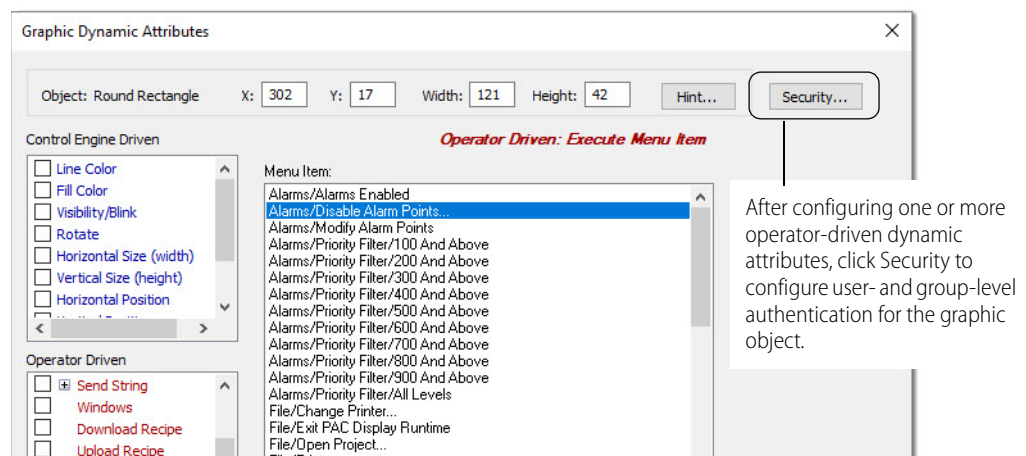 Graphic Dynamic Attributes
Object: Round Rectangle X: 302 Y: 17 Width: 121 Height: 42 Hint... Security...
Control Engine Driven
Operator Driven: Execute Menu Item
Line Color
Fill Color
Visibility/Blink
Rotate
Horizontal Size (width)
Vertical Size (height)
Horizontal Position
Menu Item:
Alarms/Alarms Enabled
Alarms/Disable Alarm Points...
Alarms/Modify Alarm Points
Alarms/Priority Filter/100 And Above
Alarms/Priority Filter/200 And Above
Alarms/Priority Filter/300 And Above
Alarms/Priority Filter/400 And Above
Alarms/Priority Filter/500 And Above
Alarms/Priority Filter/600 And Above
Alarms/Priority Filter/700 And Above
Alarms/Priority Filter/800 And Above
Alarms/Priority Filter/900 And Above
Alarms/Priority Filter/All Levels
File/Change Printer...
File/Exit PAC Display Runtime
File/Open Project...
Operator Driven
Send String
Windows
Download Recipe
Upload Recipe
After configuring one or more
operator-driven dynamic
attributes, click Security to
configure user- and group-level
authentication for the graphic
object.